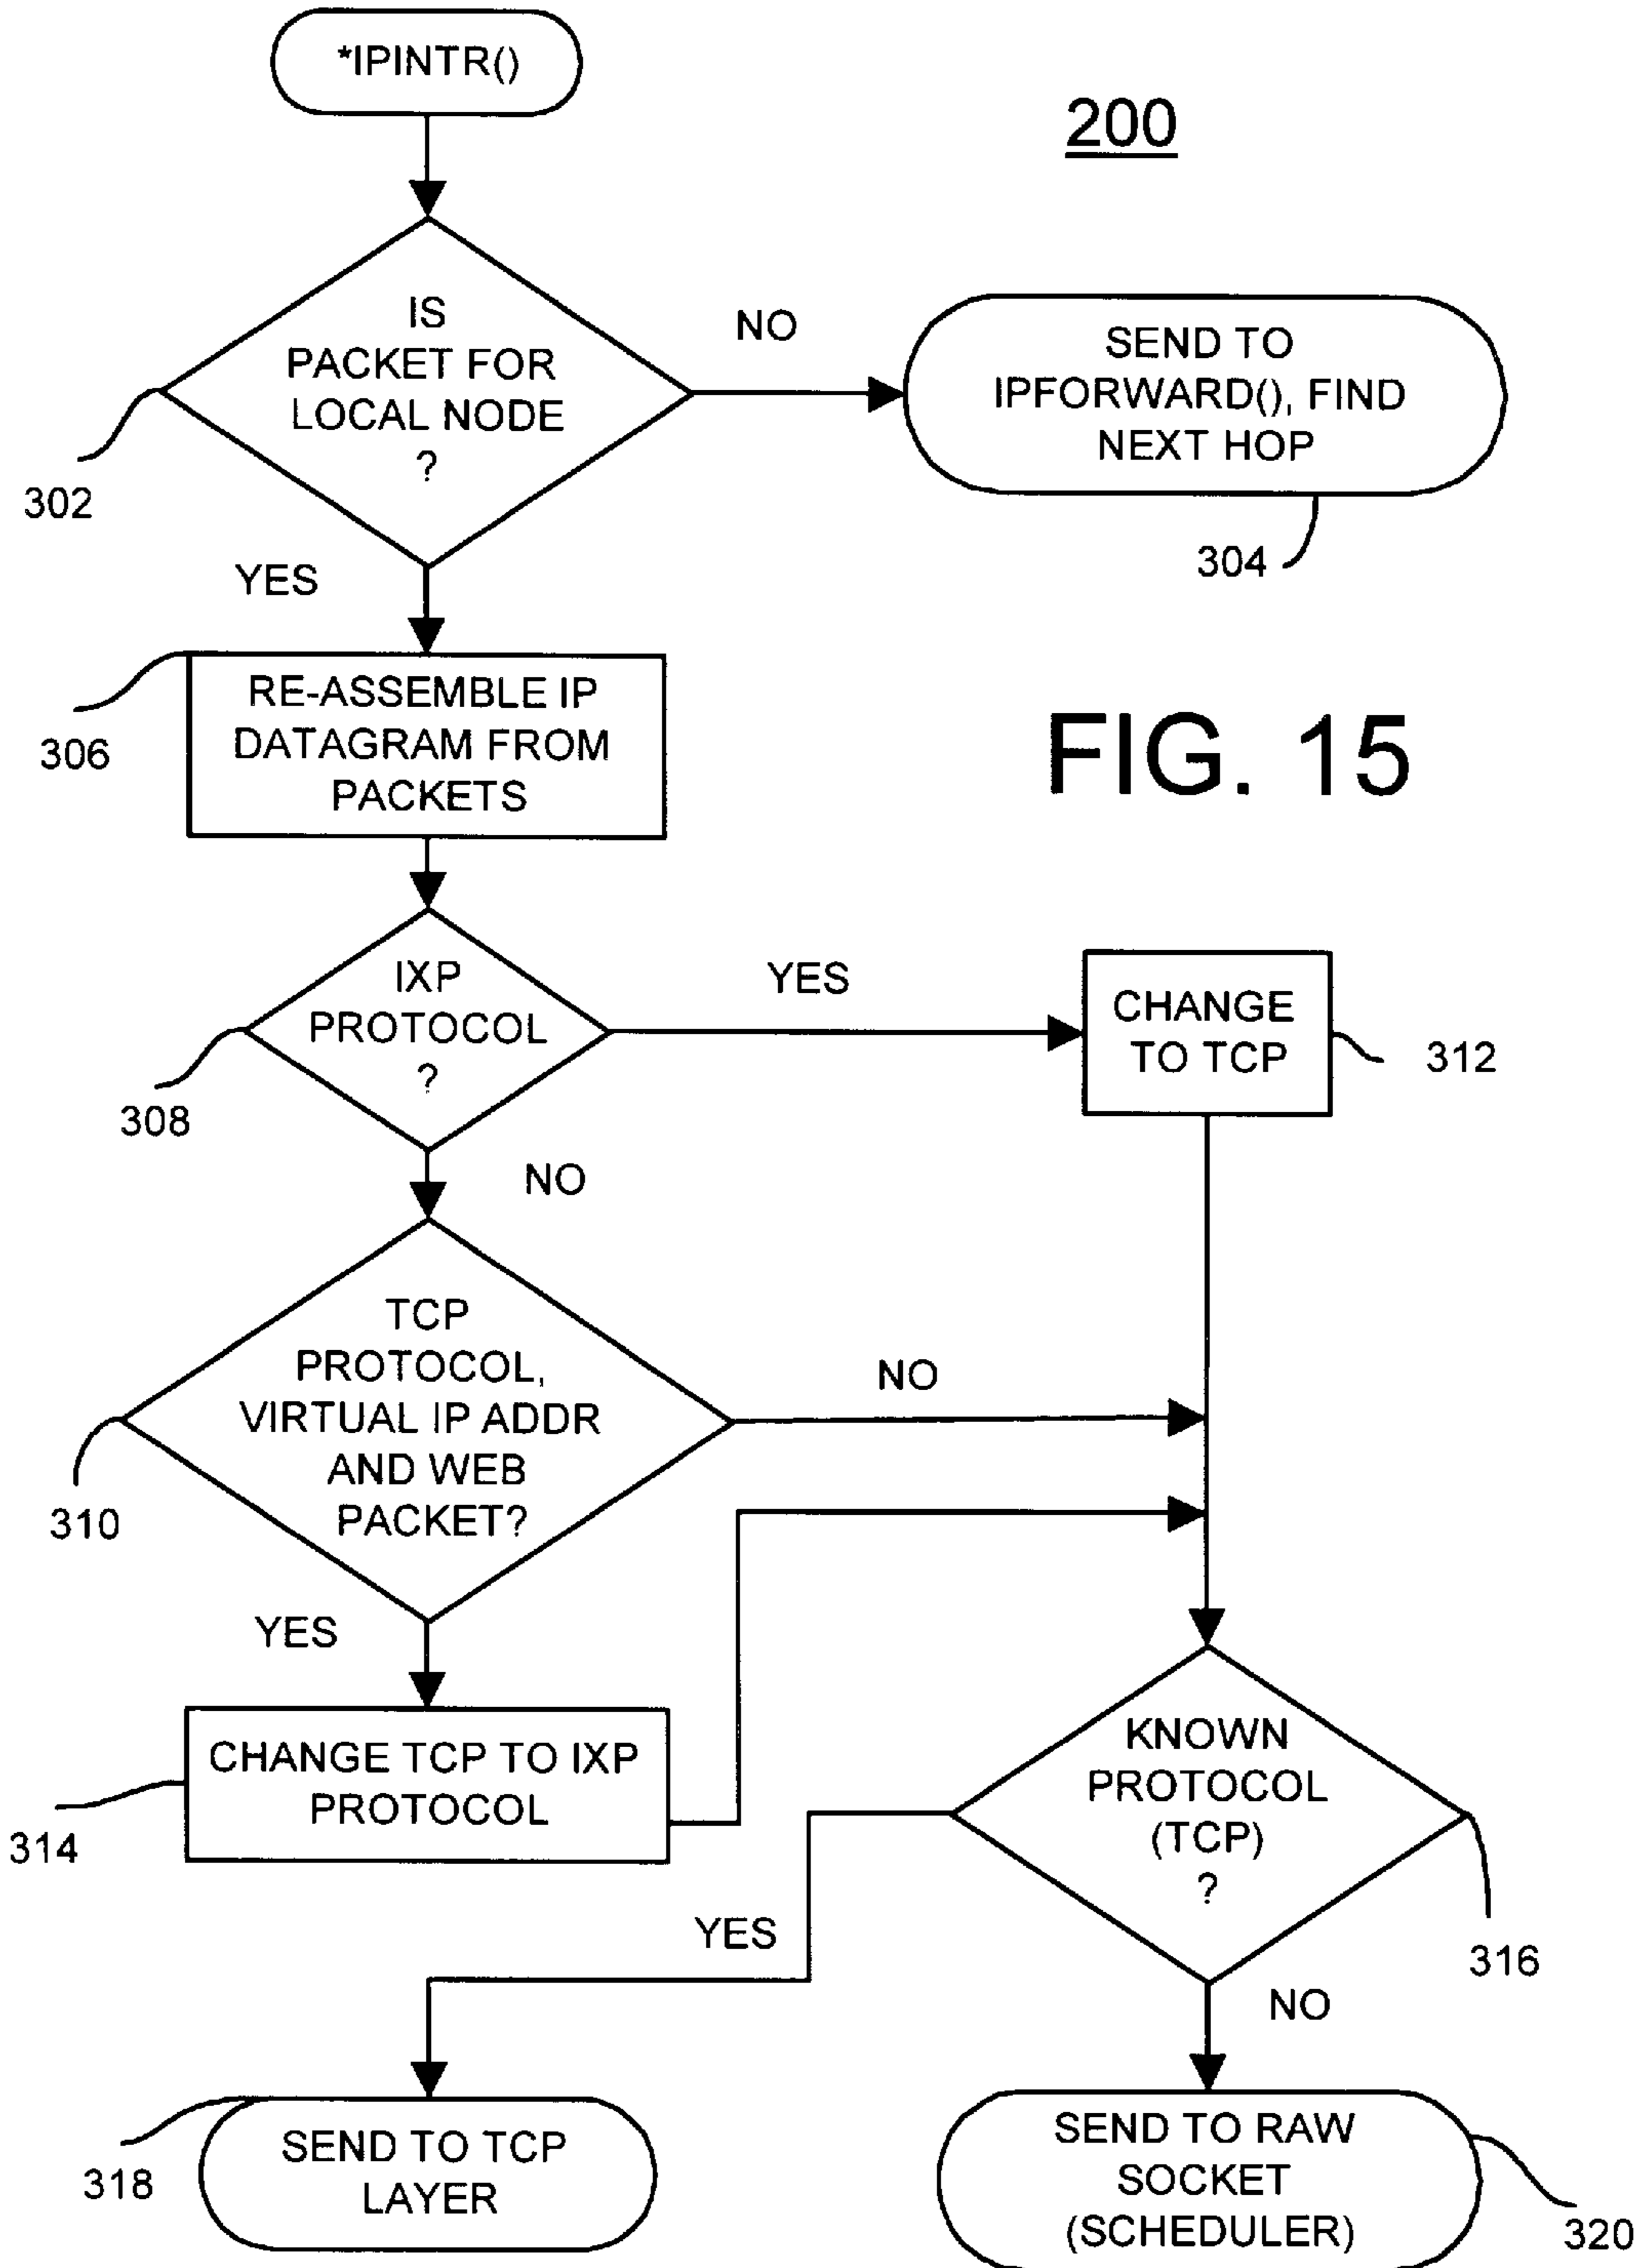 *IPINTR()
200
IS
PACKET FOR
LOCAL NODE
?
NO
SEND TO
IPFORWARD(), FIND
NEXT HOP
302
304
YES
RE-ASSEMBLE IP
DATAGRAM FROM
PACKETS
306
FIG. 15
IXP
PROTOCOL
?
YES
CHANGE
TO TCP
312
308
NO
TCP
PROTOCOL,
VIRTUAL IP ADDR
AND WEB
PACKET?
NO
310
YES
CHANGE TCP TO IXP
PROTOCOL
314
KNOWN
PROTOCOL
(TCP)
?
YES
316
NO
SEND TO TCP
LAYER
318
SEND TO RAW
SOCKET
(SCHEDULER)
320